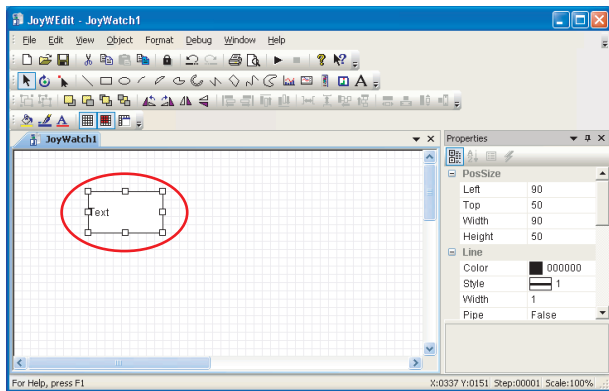 JoyWEdit - JoyWatch1
File Edit View Object Format Debug Window Help
JoyWatch1
Properties
PosSize
Left 90
Top 50
Width 90
Height 50
Line
Color 000000
Style 1
Width 1
Pipe False
Text
For Help, press F1
X:0337 Y:0151 Step:00001 Scale:100%